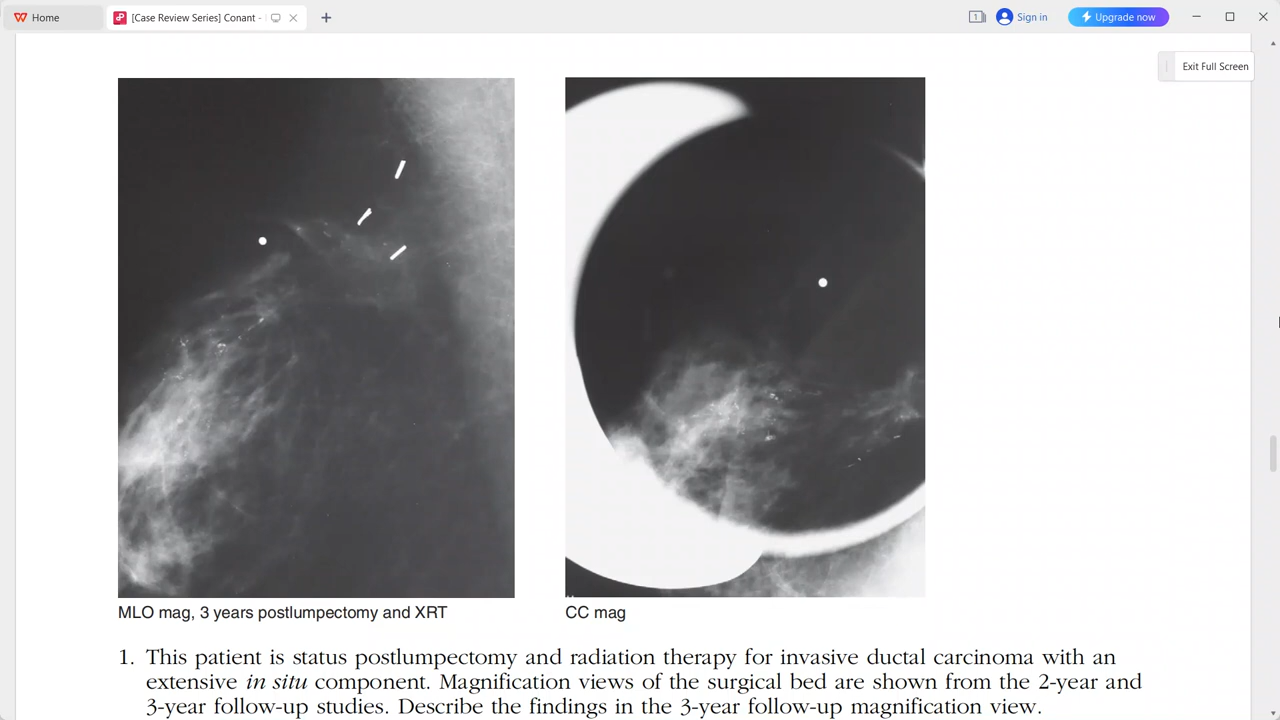 Home
[Case Review Series] Conant -
1
Sign in
Upgrade now
Exit Full Screen
MLO mag, 3 years postlumpectomy and XRT
CC mag
1. This patient is status postlumpectomy and radiation therapy for invasive ductal carcinoma with an
extensive in situ component. Magnification views of the surgical bed are shown from the 2-year and
3-year follow-up studies. Describe the findings in the 3-year follow-up magnification view.